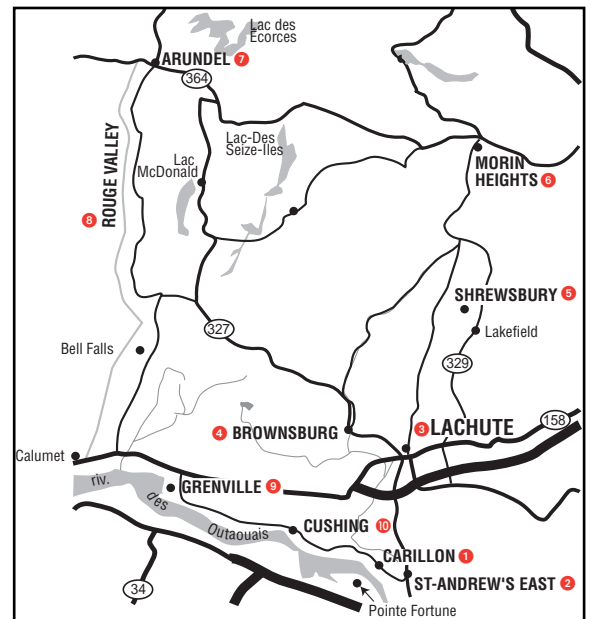 Lac des
Ecorces
ARUNDEL 7
364
Lac-Des
Seize-Iles
Lac
McDonald
MORIN
HEIGHTS 6
8 ROUGE VALLEY
SHREWSBURY 5
327
Lakefield
Bell Falls
329
158
4 BROWNSBURG
3 LACHUTE
Calumet
riv.
des
Outaouais
GRENVILLE 9
CUSHING 10
CARILLON 1
ST-ANDREW'S EAST 2
34
Pointe Fortune